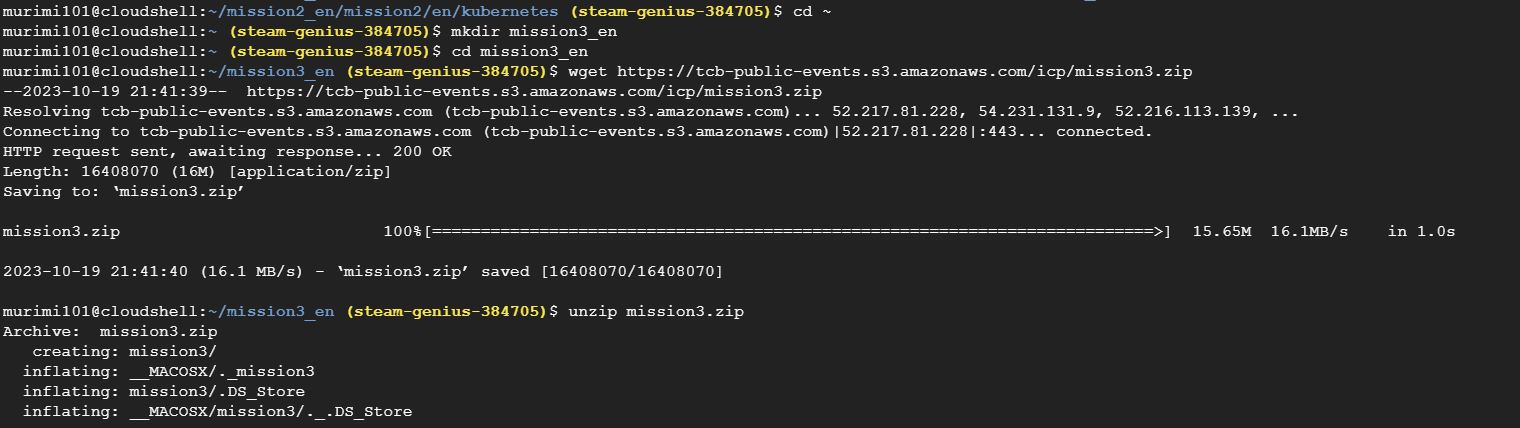 murimi101@cloudshell:~/mission2_en/mission2/en/kubernetes (steam-genius-384705)$ cd ~
murimi101@cloudshell:~ (steam-genius-384705)$ mkdir mission3_en
murimi101@cloudshell:~ (steam-genius-384705)$ cd mission3_en
murimi101@cloudshell:~/mission3_en (steam-genius-384705)$ wget https://tcb-public-events.s3.amazonaws.com/icp/mission3.zip
--2023-10-19 21:41:39--  https://tcb-public-events.s3.amazonaws.com/icp/mission3.zip
Resolving tcb-public-events.s3.amazonaws.com (tcb-public-events.s3.amazonaws.com)... 52.217.81.228, 54.231.131.9, 52.216.113.139, ...
Connecting to tcb-public-events.s3.amazonaws.com (tcb-public-events.s3.amazonaws.com)|52.217.81.228|:443... connected.
HTTP request sent, awaiting response... 200 OK
Length: 16408070 (16M) [application/zip]
Saving to: ‘mission3.zip’
mission3.zip                           100%[==========================================================================>]  15.65M  16.1MB/s    in 1.0s
2023-10-19 21:41:40 (16.1 MB/s) - ‘mission3.zip’ saved [16408070/16408070]
murimi101@cloudshell:~/mission3_en (steam-genius-384705)$ unzip mission3.zip
Archive:  mission3.zip
   creating: mission3/
  inflating: __MACOSX/._mission3
  inflating: mission3/.DS_Store
  inflating: __MACOSX/mission3/._.DS_Store